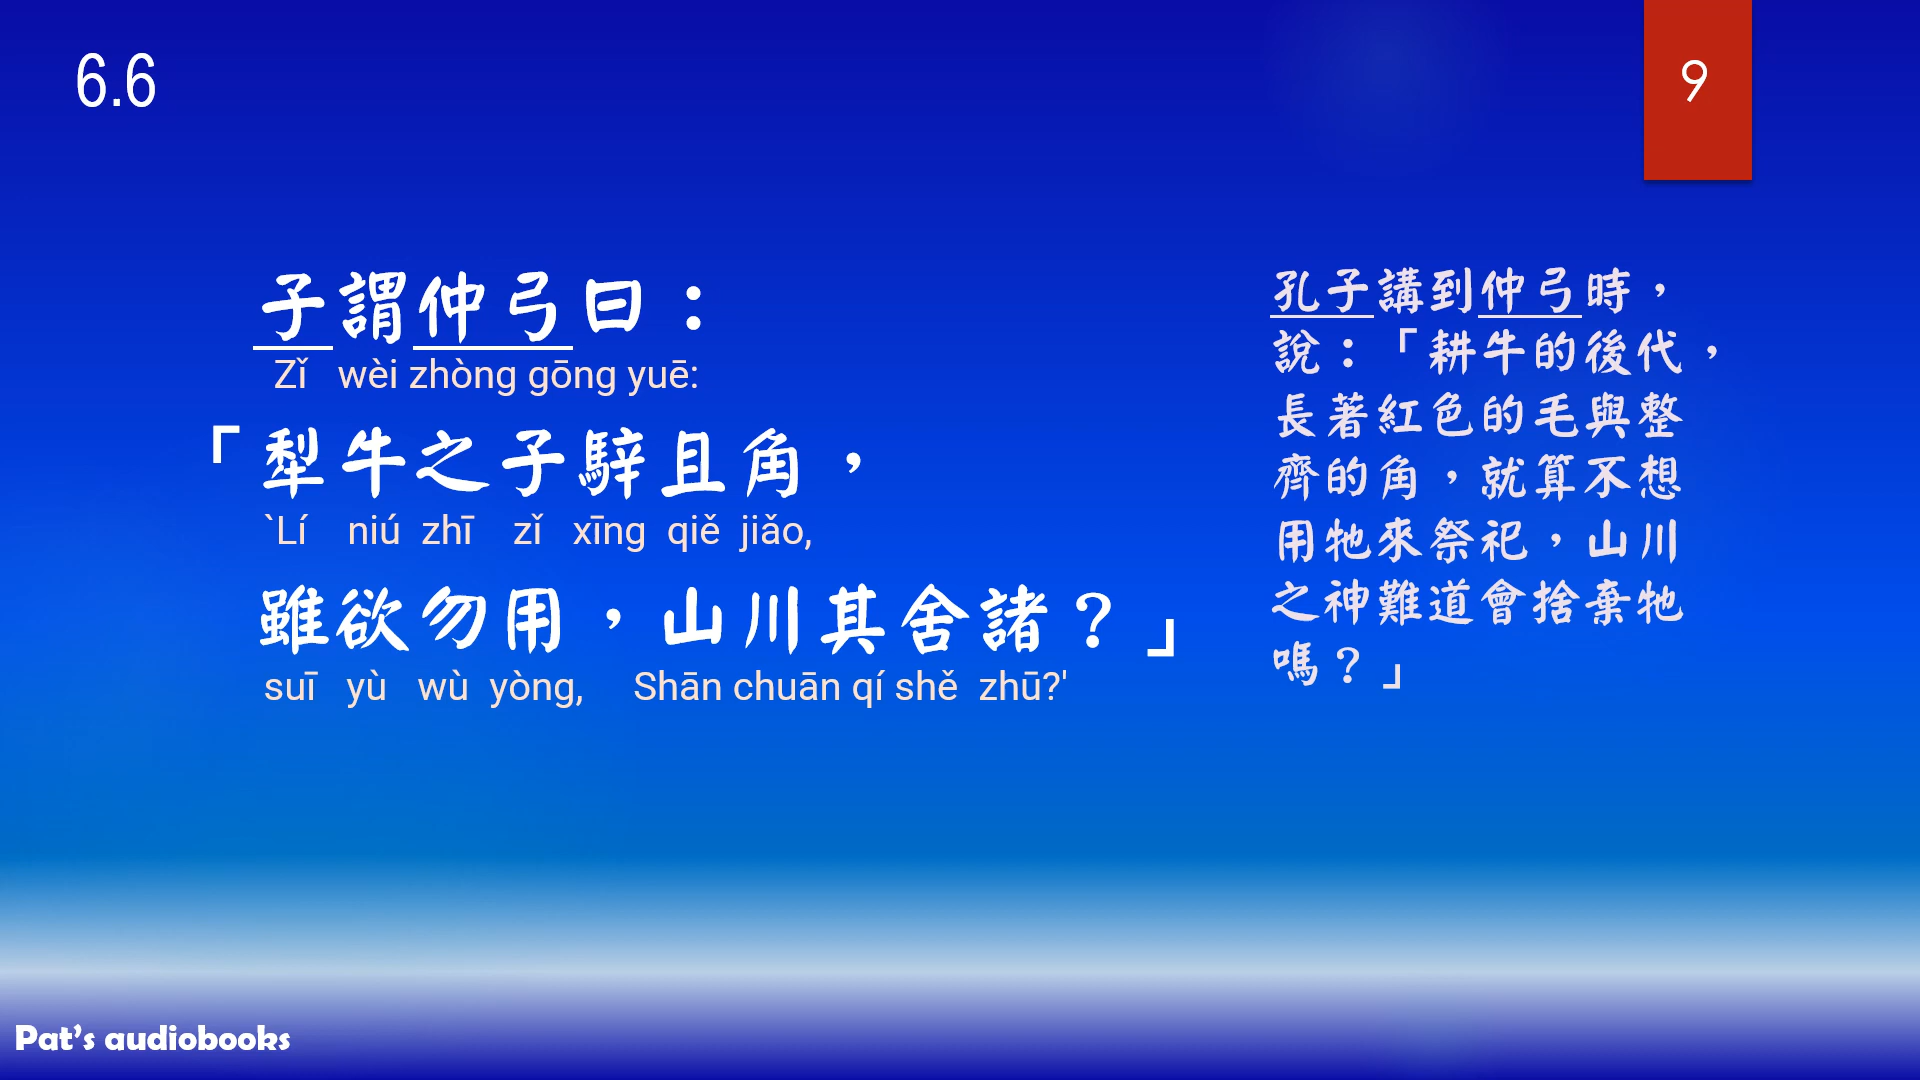 6.6
9
子謂仲弓曰：
Zǐ wèi zhòng gōng yuē:
「犁牛之子騂且角，
`Lí niú zhī zǐ xīng qiě jiǎo,
雖欲勿用，山川其舍諸？」
suī yù wù yòng, Shān chuān qí shě zhū?'
孔子講到仲弓時，
說：「耕牛的後代，
長著紅色的毛與整
齊的角，就算不想
用牠來祭祀，山川
之神難道會捨棄牠
嗎？」
Pat's audiobooks